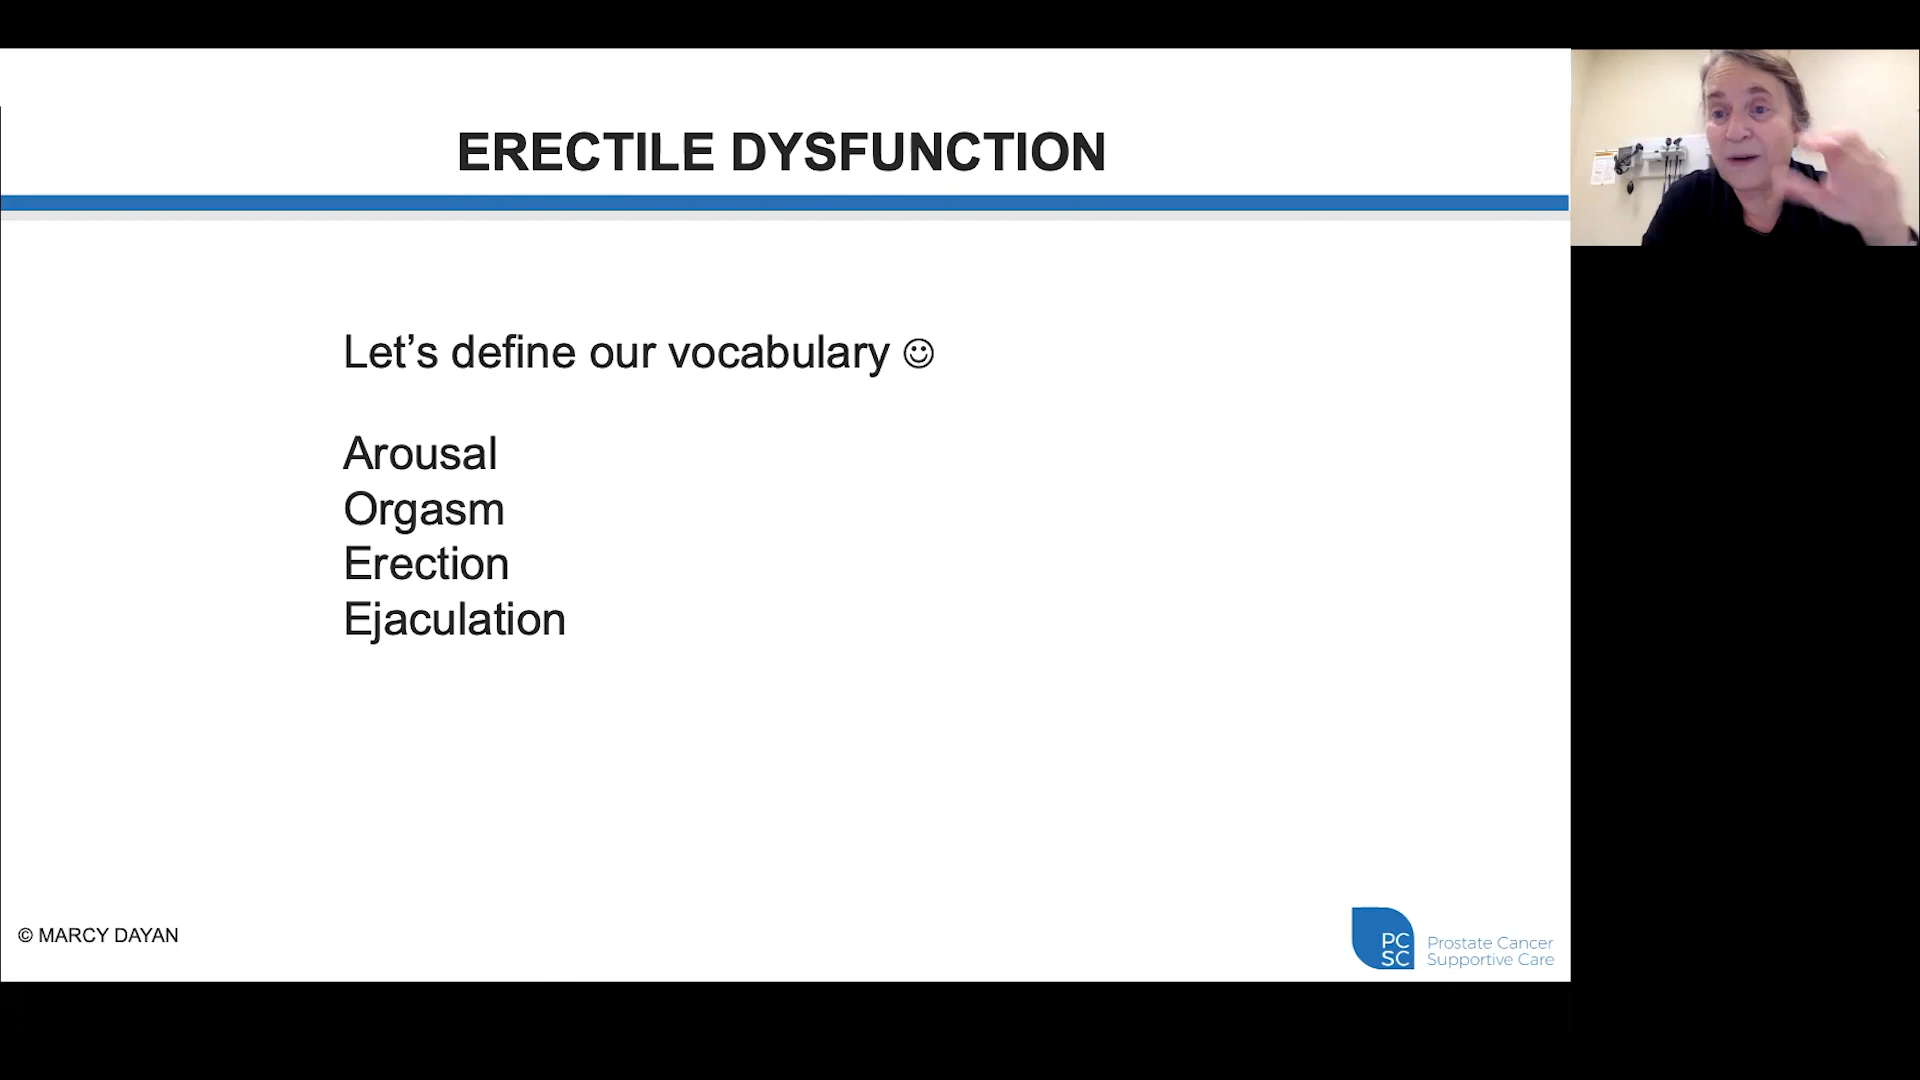 ERECTILE DYSFUNCTION
Let’s define our vocabulary ☺
Arousal
Orgasm
Erection
Ejaculation
© MARCY DAYAN
PC
SC
Prostate Cancer
Supportive Care